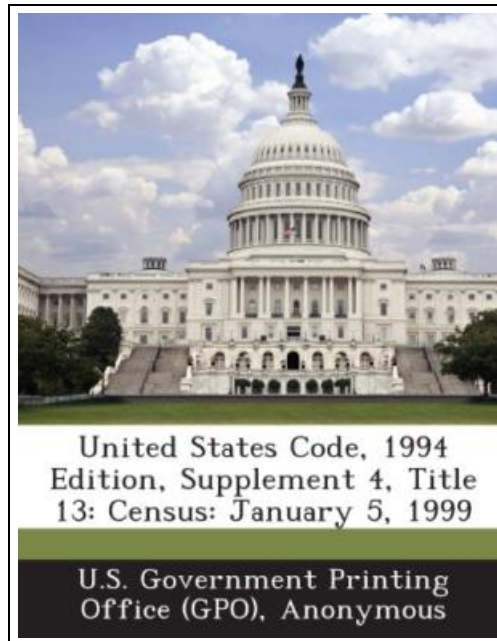 United States Code, 1994
Edition, Supplement 4, Title
13: Census: January 5, 1999
U.S. Government Printing
Office (GPO), Anonymous